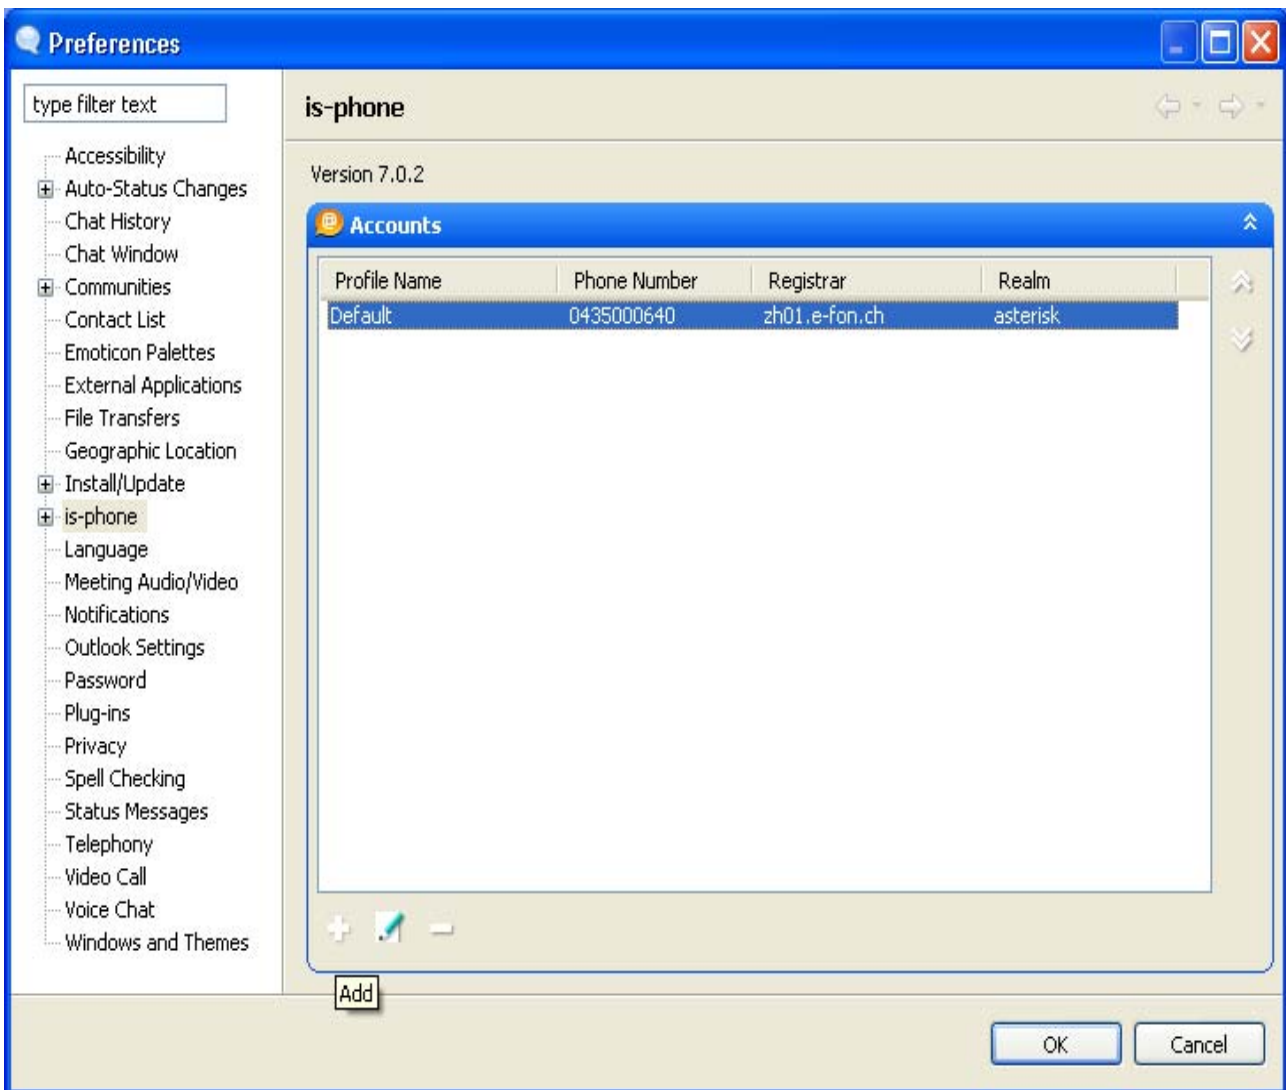 Preferences
type filter text
Accessibility
Auto-Status Changes
Chat History
Chat Window
Communities
Contact List
Emoticon Palettes
External Applications
File Transfers
Geographic Location
Install/Update
is-phone
Language
Meeting Audio/Video
Notifications
Outlook Settings
Password
Plug-ins
Privacy
Spell Checking
Status Messages
Telephony
Video Call
Voice Chat
Windows and Themes
is-phone
Version 7.0.2
Accounts
Profile Name Phone Number Registrar Realm
Default 0435000640 zh01.e-fon.ch asterisk
Add
OK Cancel